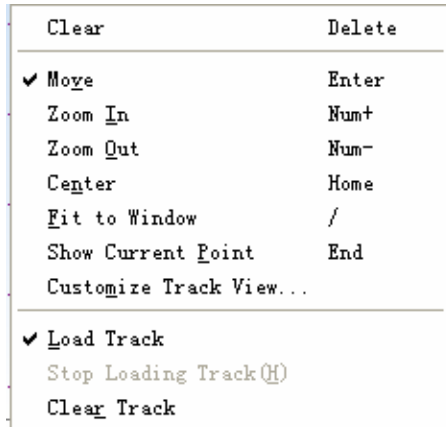 Clear Delete
Move Enter
Zoom In Num+
Zoom Out Num-
Center Home
Fit to Window /
Show Current Point End
Customize Track View...
Load Track
Stop Loading Track(H)
Clear Track